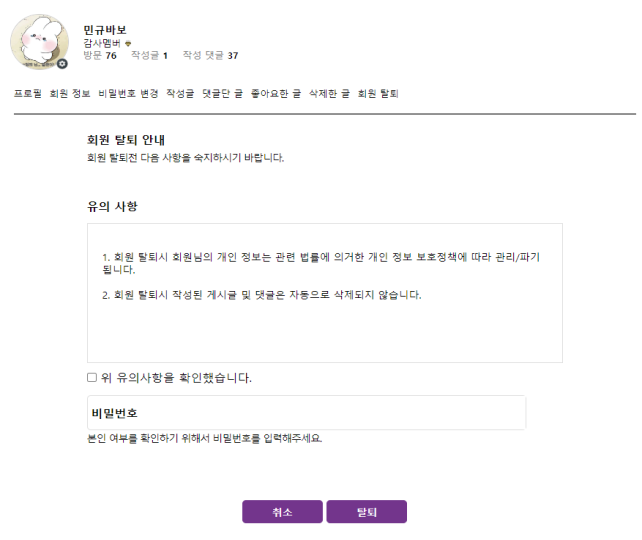 민규바보
감사멤버
방문 76 작성글 1 작성 댓글 37
프로필 회원 정보 비밀번호 변경 작성글 댓글단 글 좋아요한 글 삭제한 글 회원 탈퇴
회원 탈퇴 안내
회원 탈퇴전 다음 사항을 숙지하시기 바랍니다.
유의 사항
1. 회원 탈퇴시 회원님의 개인 정보는 관련 법률에 의거한 개인 정보 보호정책에 따라 관리/파기
됩니다.
2. 회원 탈퇴시 작성된 게시글 및 댓글은 자동으로 삭제되지 않습니다.
위 유의사항을 확인했습니다.
비밀번호
본인 여부를 확인하기 위해서 비밀번호를 입력해주세요.
취소 탈퇴